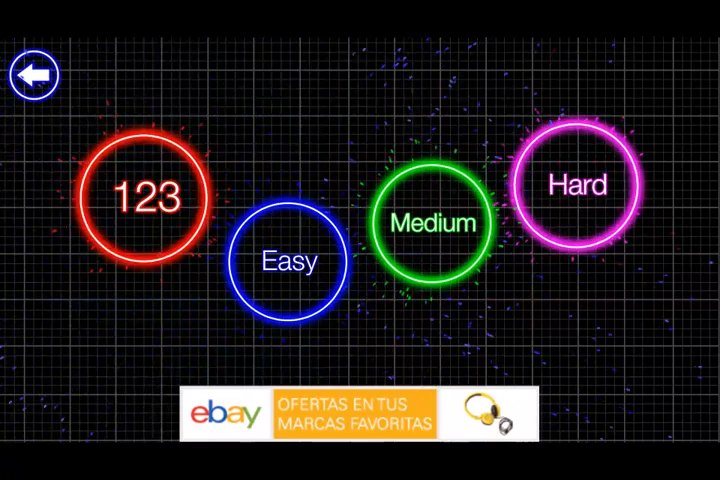 123
Easy
Medium
Hard
ebay
OFERTAS EN TUS
MARCAS FAVORITAS